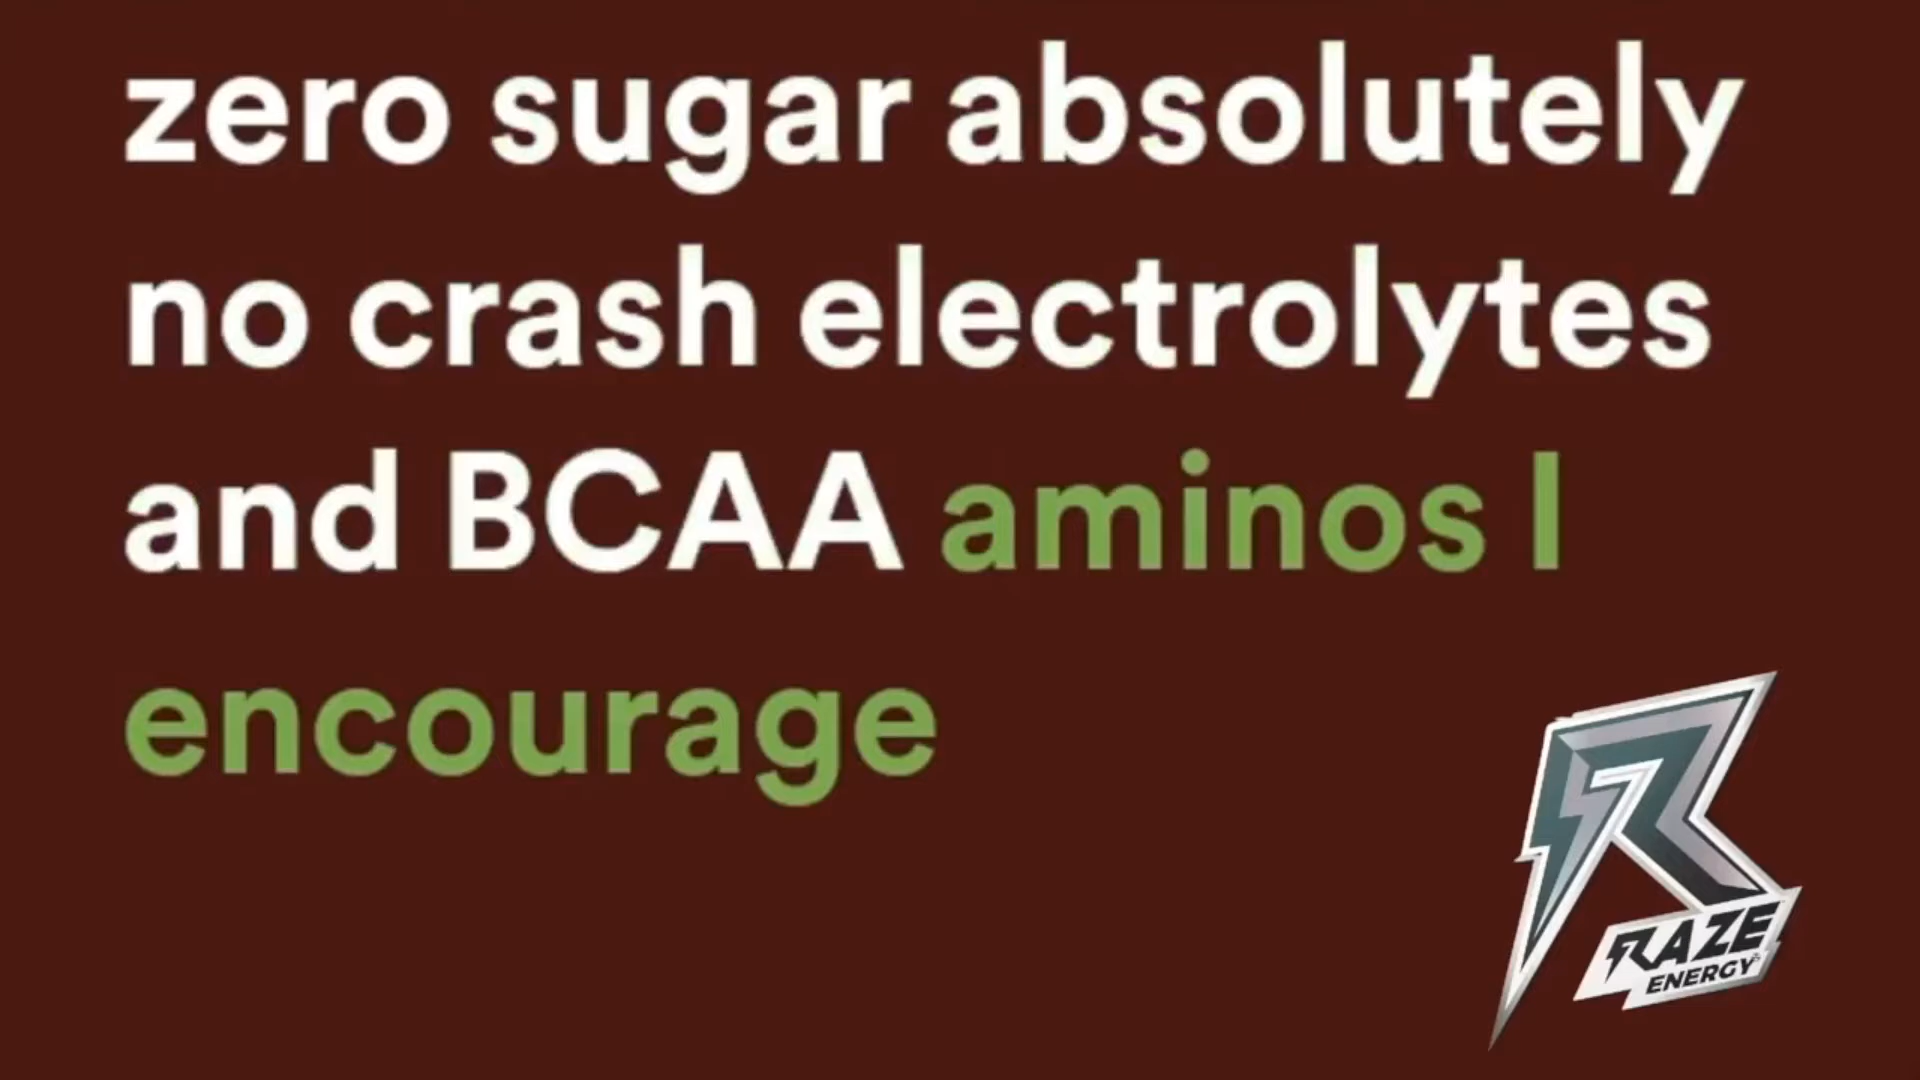 zero sugar absolutely
no crash electrolytes
and BCAA aminos I
encourage
RAZE
ENERGY